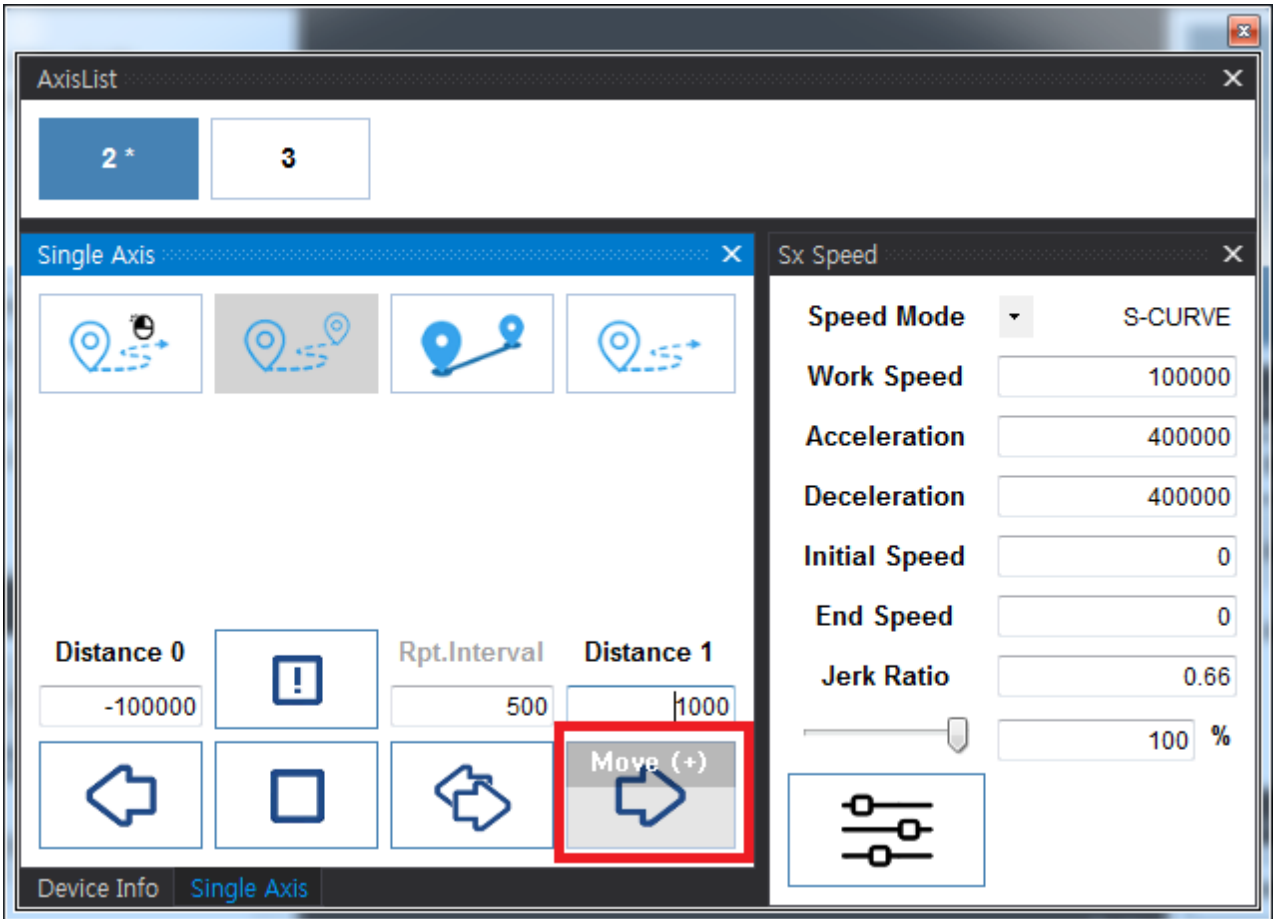 AxisList
2 *
3
Single Axis
Distance 0
Rpt.Interval
Distance 1
-100000
500
1000
Move (+)
Device Info
Single Axis
Sx Speed
Speed Mode S-CURVE
Work Speed 100000
Acceleration 400000
Deceleration 400000
Initial Speed 0
End Speed 0
Jerk Ratio 0.66
100 %